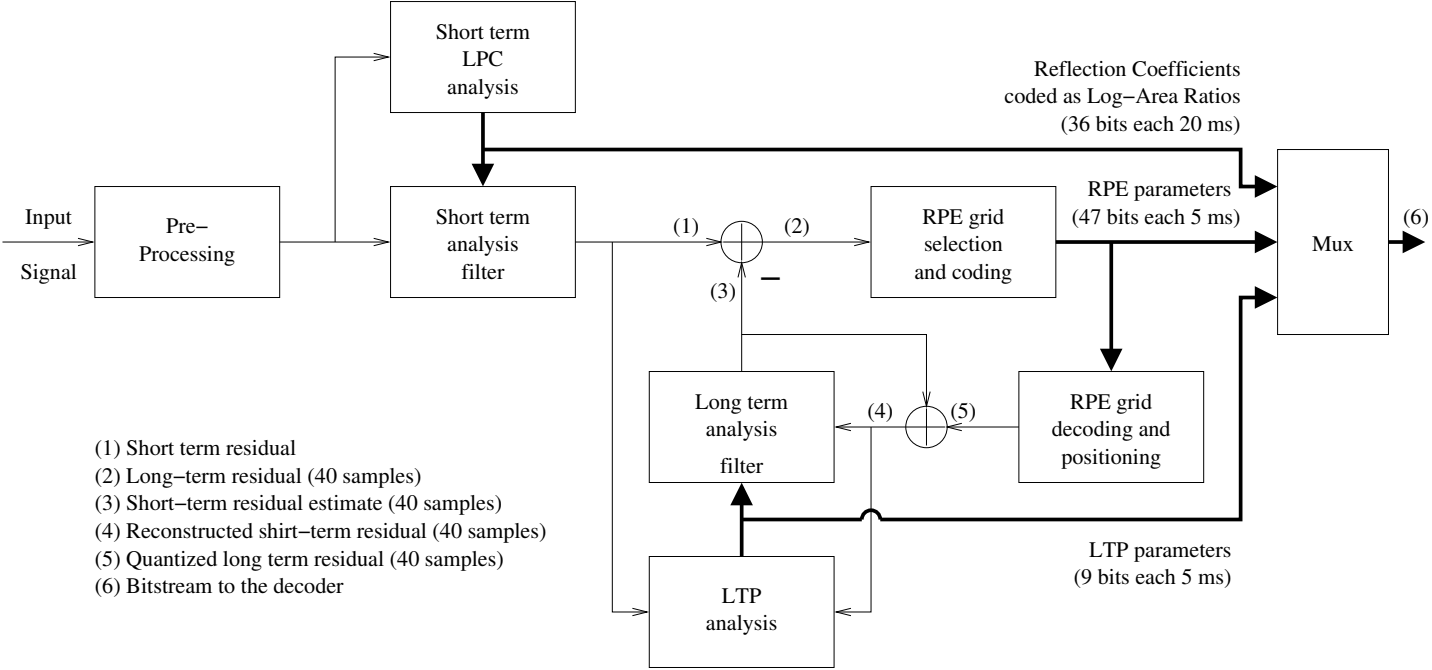 Short term
LPC
analysis
Reflection Coefficients
coded as Log−Area Ratios
(36 bits each 20 ms)
Input
Signal
Pre−
Processing
Short term
analysis
filter
(1)
(2)
(3)
−
RPE grid
selection
and coding
RPE parameters
(47 bits each 5 ms)
Mux
(6)
Long term
analysis
filter
(4)
(5)
RPE grid
decoding and
positioning
(1) Short term residual
(2) Long−term residual (40 samples)
(3) Short−term residual estimate (40 samples)
(4) Reconstructed shirt−term residual (40 samples)
(5) Quantized long term residual (40 samples)
(6) Bitstream to the decoder
LTP parameters
(9 bits each 5 ms)
LTP
analysis